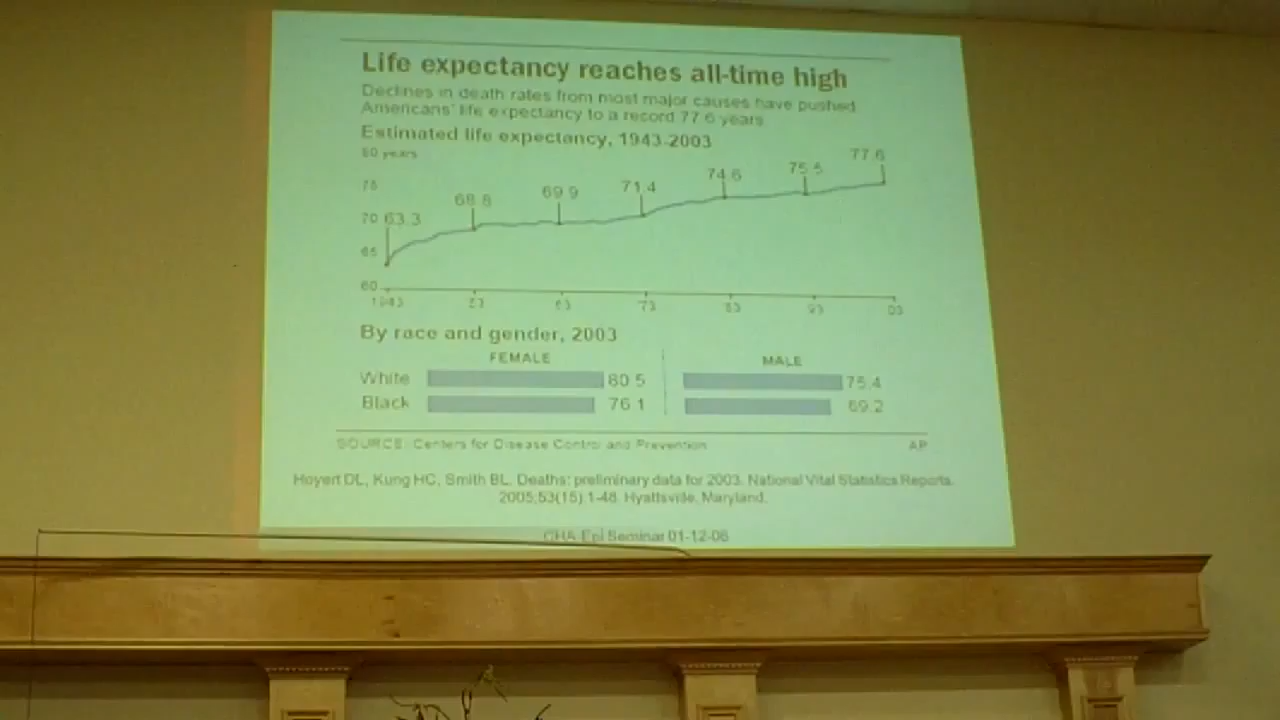 Life expectancy reaches all-time high
Declines in death rates from most major causes have pushed
Americans' life expectancy to a record 77.6 years
Estimated life expectancy, 1943-2003
80 years
77.6
75.5
74.6
75
71.4
69.9
68.8
70 63.3
65
60
1943 53 63 73 83 93 03
By race and gender, 2003
FEMALE MALE
White 80.5 75.4
Black 76.1 69.2
SOURCE: Centers for Disease Control and Prevention AP
Hoyert DL, Kung HC, Smith BL. Deaths: preliminary data for 2003. National Vital Statistics Reports.
2005;53(15):1-48. Hyattsville, Maryland.
CHA Epi Seminar 01-12-06